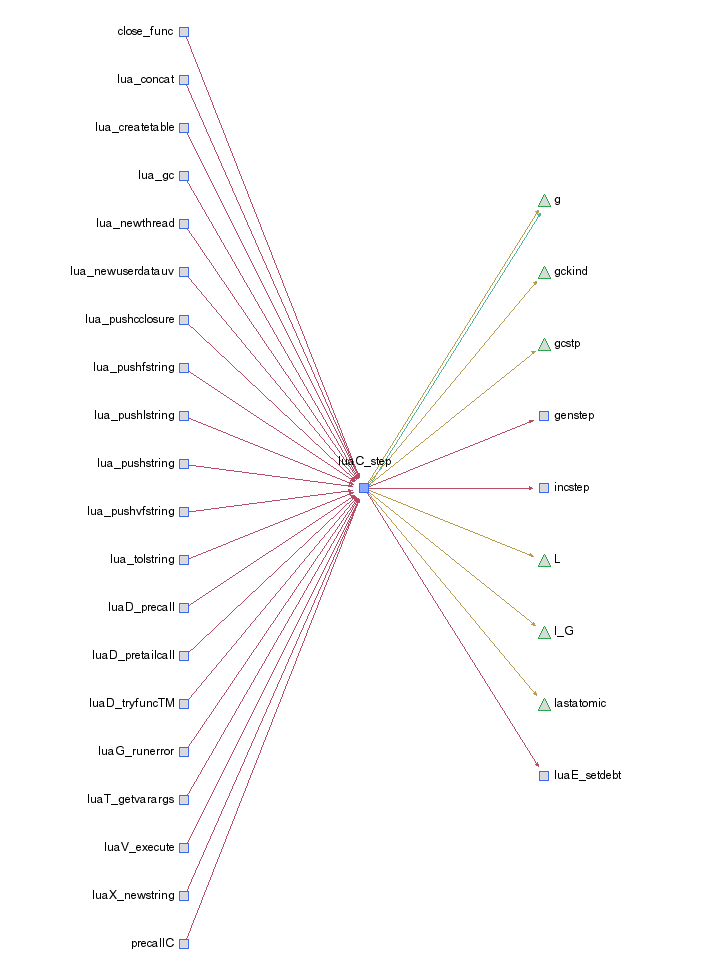 close_func
lua_concat
lua_createtable
lua_gc
lua_newthread
lua_newuserdatauv
lua_pushcclosure
lua_pushfstring
lua_pushlstring
lua_pushstring
lua_pushvfstring
lua_tolstring
luaD_precall
luaD_pretailcall
luaD_tryfuncTM
luaG_runerror
luaT_getvarargs
luaV_execute
luaX_newstring
precallC
luaC_step
g
gckind
gcstp
genstep
incstep
L
l_G
lastatomic
luaE_setdebt